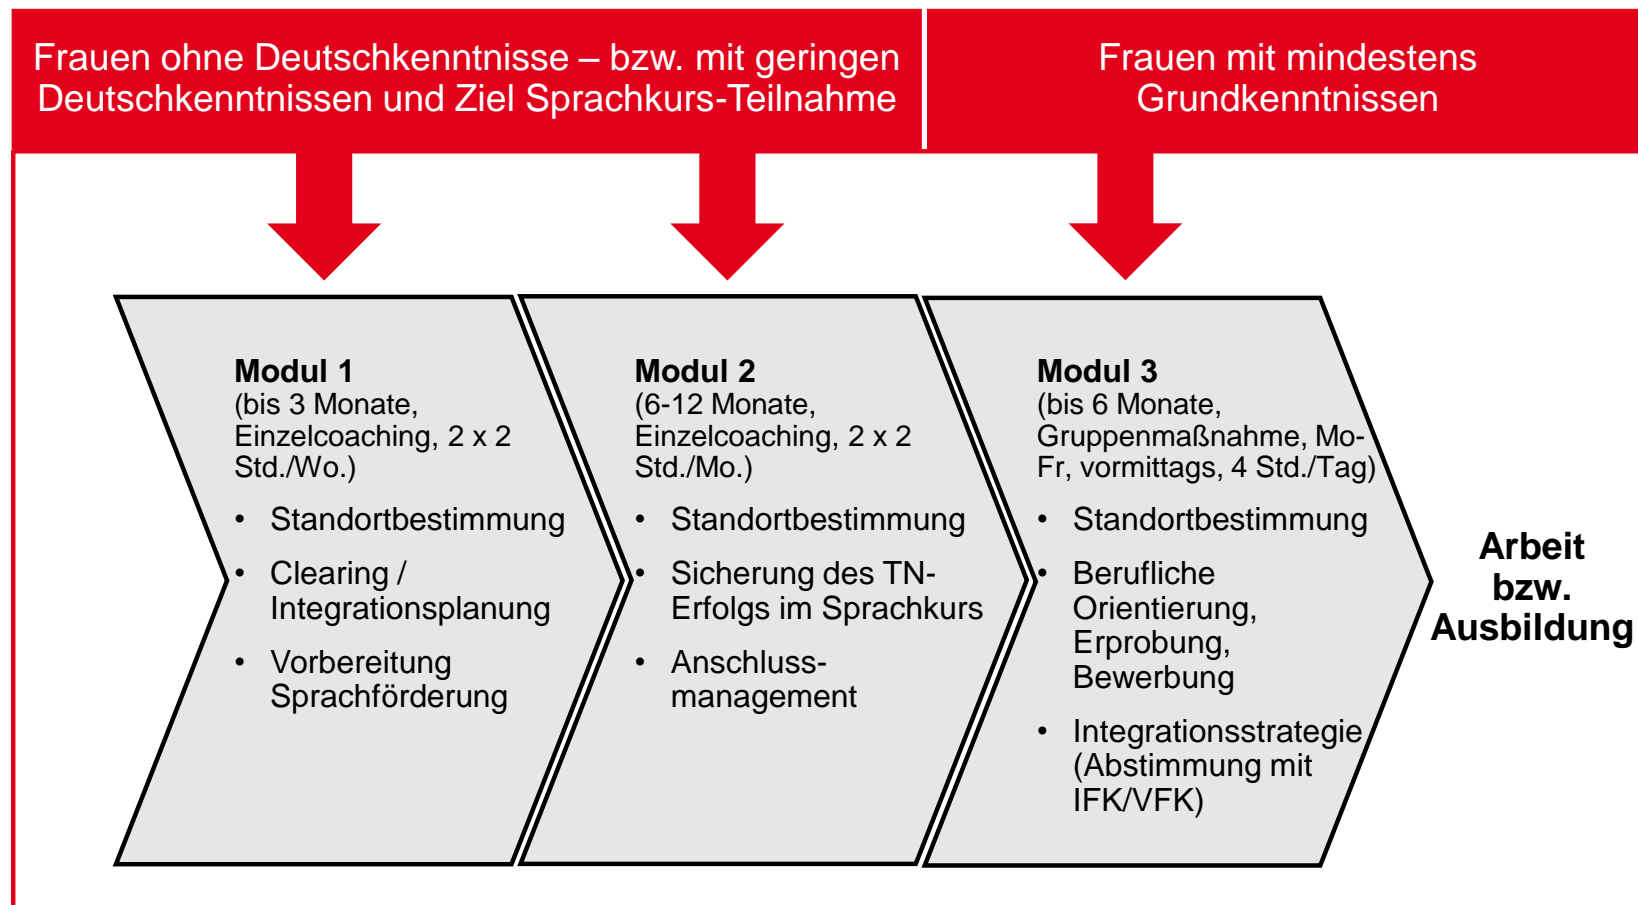 Frauen ohne Deutschkenntnisse – bzw. mit geringen
Deutschkenntnissen und Ziel Sprachkurs-Teilnahme
Frauen mit mindestens
Grundkenntnissen
Modul 1
(bis 3 Monate,
Einzelcoaching, 2 x 2
Std./Wo.)
• Standortbestimmung
• Clearing /
Integrationsplanung
• Vorbereitung
Sprachförderung
Modul 2
(6-12 Monate,
Einzelcoaching, 2 x 2
Std./Mo.)
• Standortbestimmung
• Sicherung des TN-
Erfolgs im Sprachkurs
• Anschluss-
management
Modul 3
(bis 6 Monate,
Gruppenmaßnahme, Mo-
Fr, vormittags, 4 Std./Tag)
• Standortbestimmung
• Berufliche
Orientierung,
Erprobung,
Bewerbung
• Integrationsstrategie
(Abstimmung mit
IFK/VFK)
Arbeit
bzw.
Ausbildung